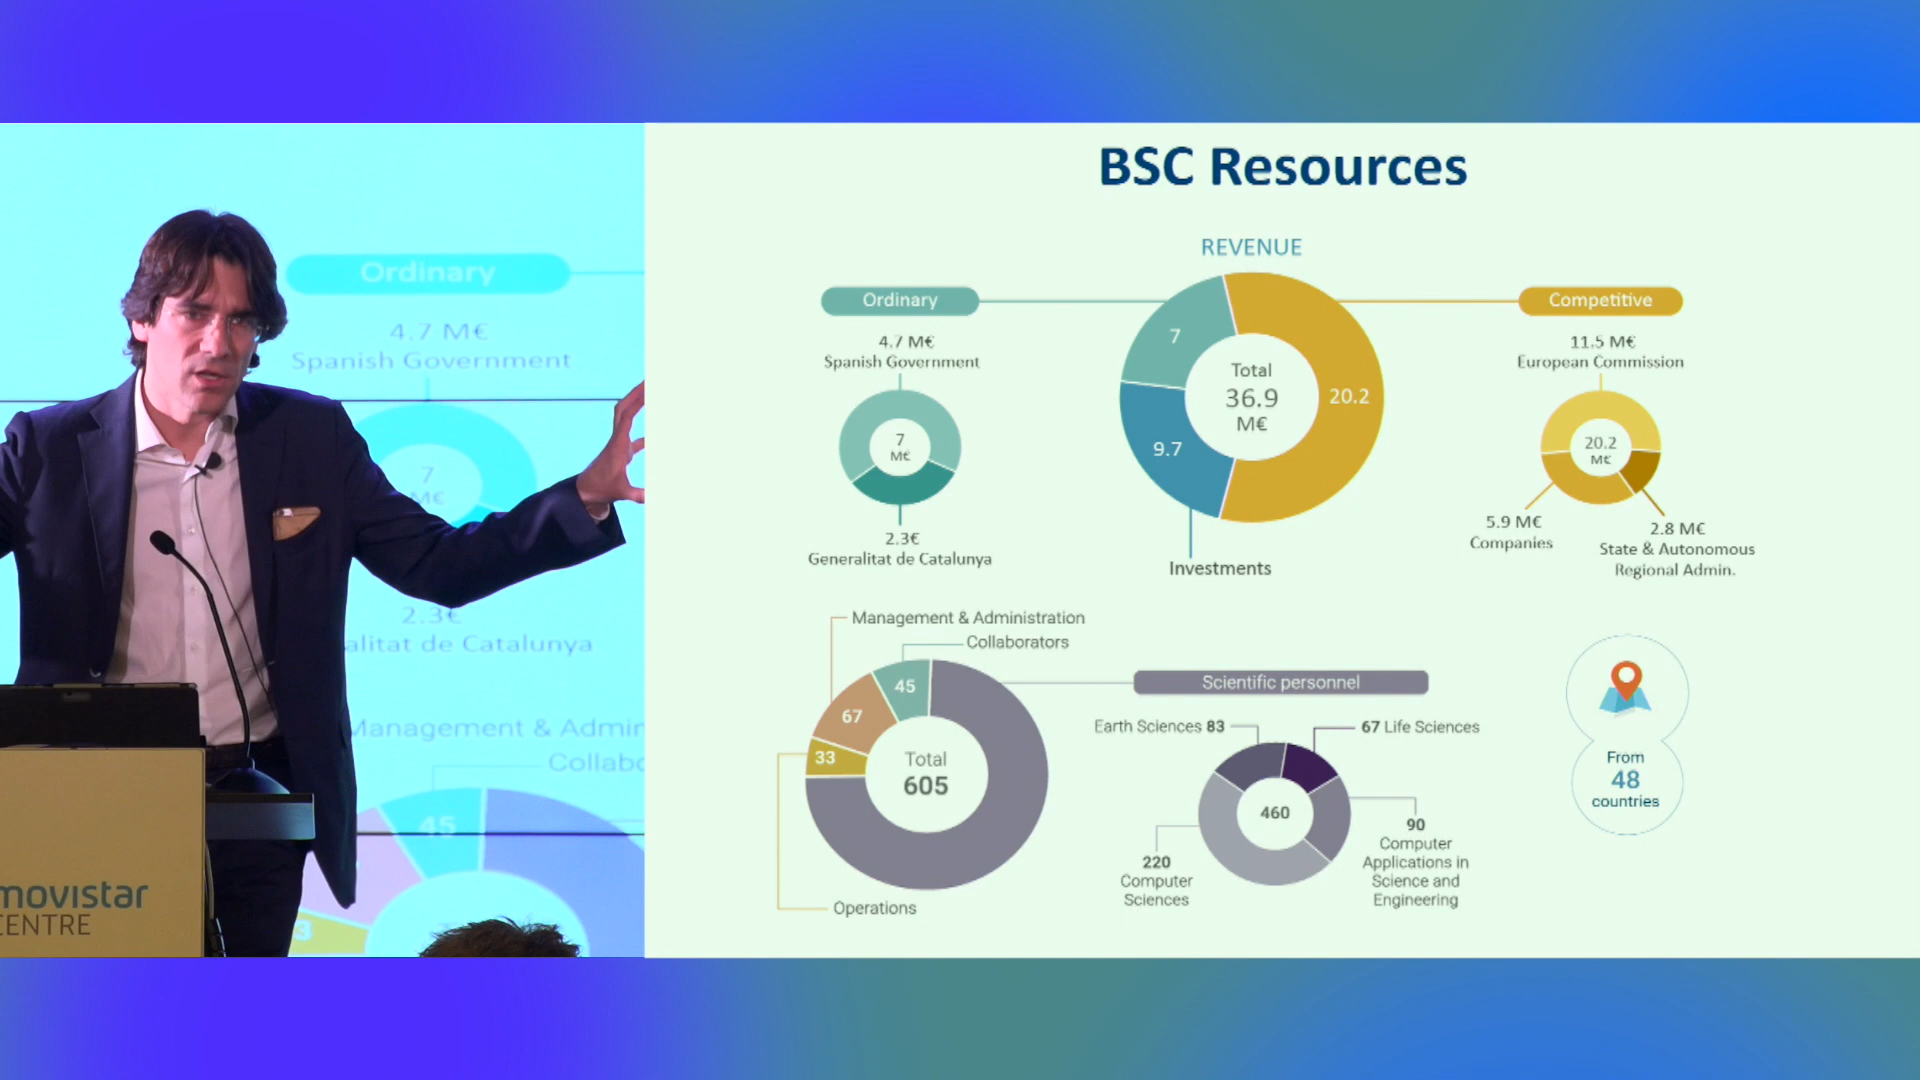 BSC Resources
REVENUE
Ordinary
4.7 M€
Spanish Government
7
M€
2.3€
Generalitat de Catalunya
7
9.7
20.2
Total
36.9
M€
Investments
Competitive
11.5 M€
European Commission
20.2
M€
5.9 M€
Companies
2.8 M€
State & Autonomous
Regional Admin.
Management & Administration
Collaborators
45
67
33
Total
605
Operations
Scientific personnel
Earth Sciences 83
67 Life Sciences
460
220
Computer
Sciences
90
Computer
Applications in
Science and
Engineering
From
48
countries
Ordinary
4.7 M€
Spanish Government
7
M€
2.3€
alitat de Catalunya
Management & Admin
Collabo
45
3
movistar
CENTRE